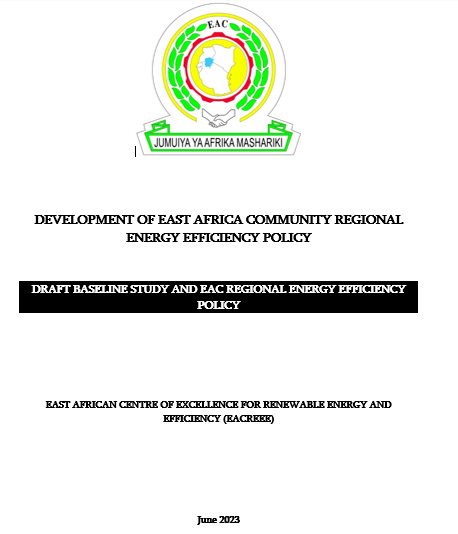 EAC
JUMUIYA YA AFRIKA MASHARIKI
DEVELOPMENT OF EAST AFRICA COMMUNITY REGIONAL
ENERGY EFFICIENCY POLICY
DRAFT BASELINE STUDY AND EAC REGIONAL ENERGY EFFICIENCY
POLICY
EAST AFRICAN CENTRE OF EXCELLENCE FOR RENEWABLE ENERGY AND
EFFICIENCY (EACREEE)
June 2023